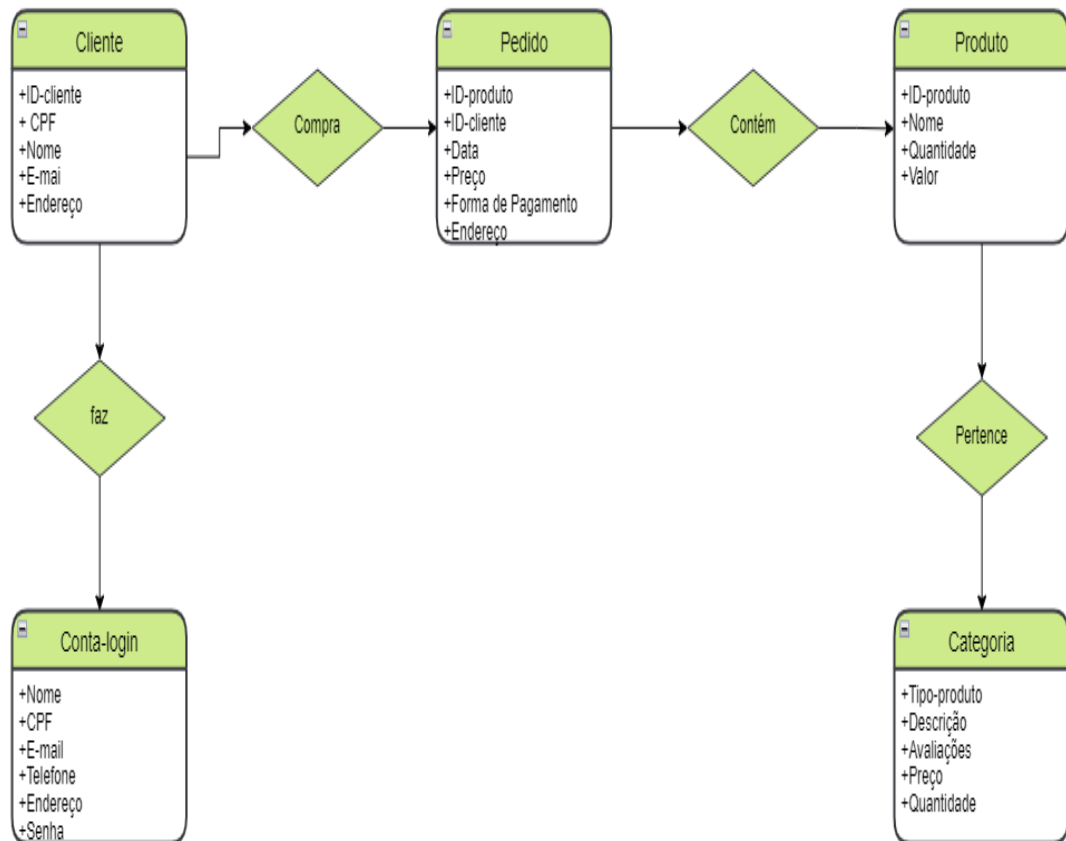 Cliente
+ID-cliente
+ CPF
+Nome
+E-mai
+Endereço
Compra
Pedido
+ID-produto
+ID-cliente
+Data
+Preço
+Forma de Pagamento
+Endereço
Contém
Produto
+ID-produto
+Nome
+Quantidade
+Valor
faz
Pertence
Conta-login
+Nome
+CPF
+E-mail
+Telefone
+Endereço
+Senha
Categoria
+Tipo-produto
+Descrição
+Avaliações
+Preço
+Quantidade